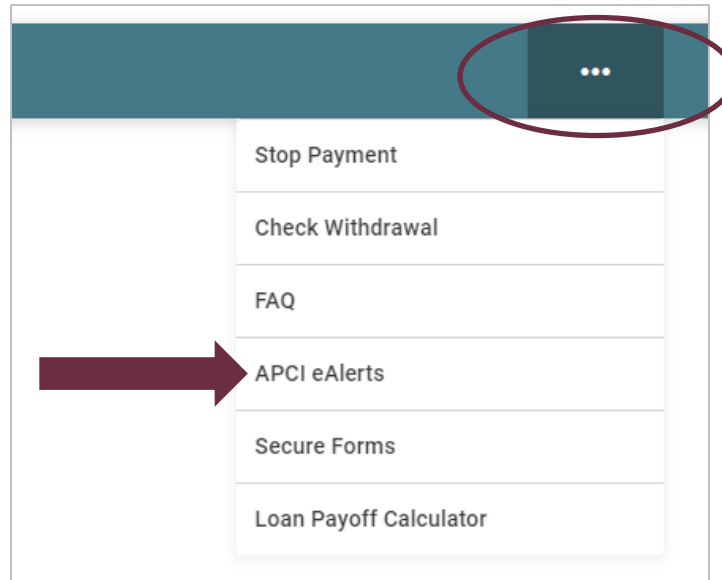 •••
Stop Payment
Check Withdrawal
FAQ
APCI eAlerts
Secure Forms
Loan Payoff Calculator